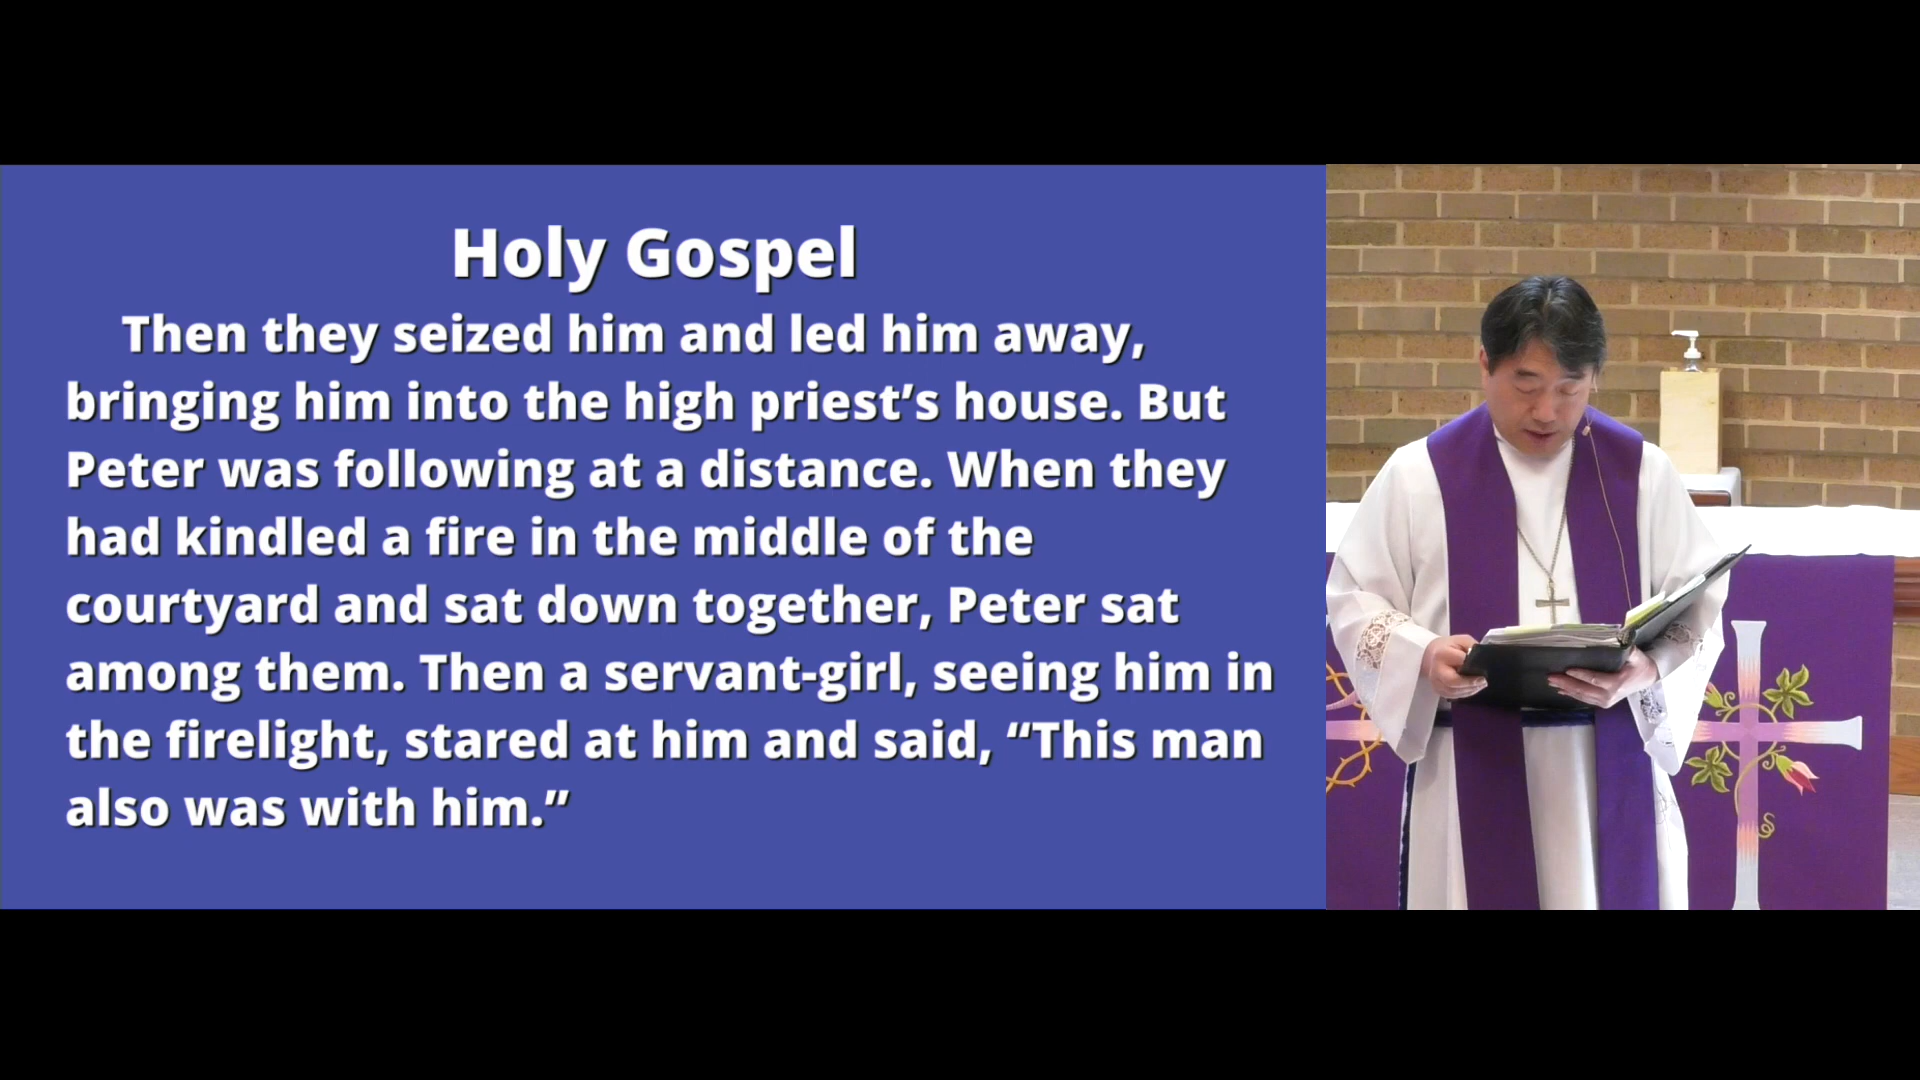 Holy Gospel
Then they seized him and led him away,
bringing him into the high priest’s house. But
Peter was following at a distance. When they
had kindled a fire in the middle of the
courtyard and sat down together, Peter sat
among them. Then a servant-girl, seeing him in
the firelight, stared at him and said, “This man
also was with him.”